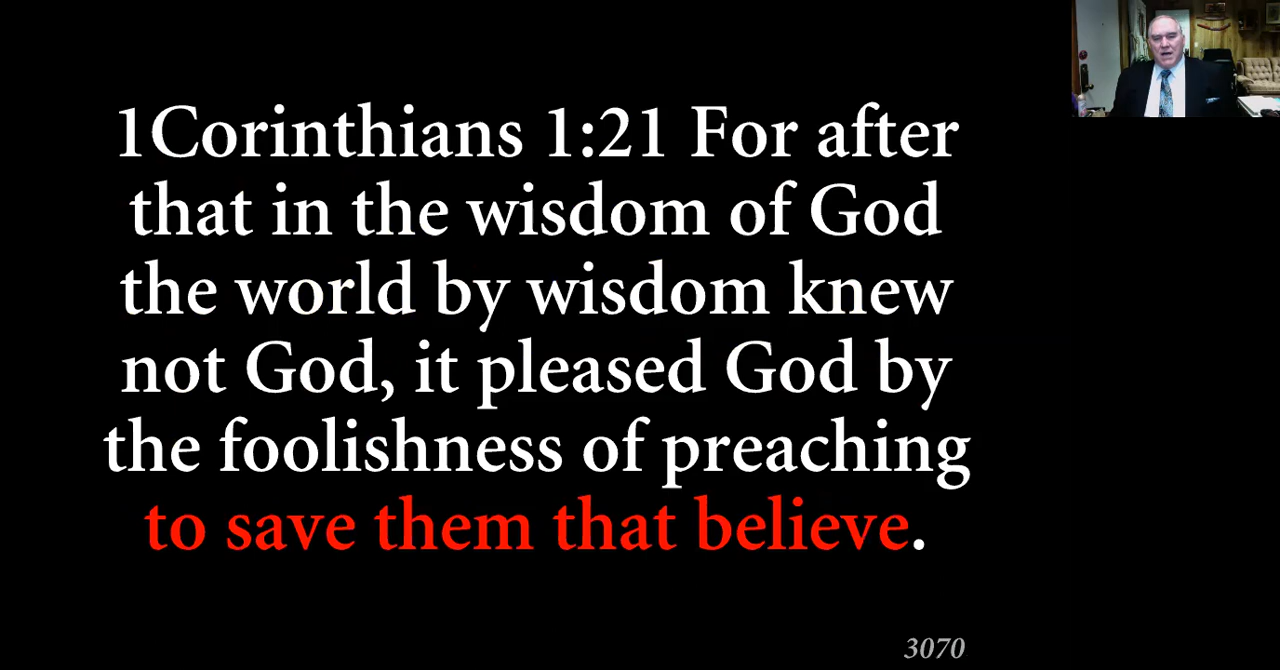 1Corinthians 1:21 For after
that in the wisdom of God
the world by wisdom knew
not God, it pleased God by
the foolishness of preaching
to save them that believe.
3070